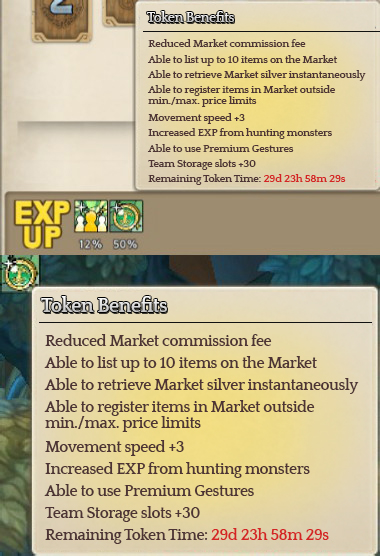 2
Token Benefits
Reduced Market commission fee
Able to list up to 10 items on the Market
Able to retrieve Market silver instantaneously
Able to register items in Market outside
min./max. price limits
Movement speed +3
Increased EXP from hunting monsters
Able to use Premium Gestures
Team Storage slots +30
Remaining Token Time: 29d 23h 58m 29s
EXP
UP
12% 50%
Token Benefits
Reduced Market commission fee
Able to list up to 10 items on the Market
Able to retrieve Market silver instantaneously
Able to register items in Market outside
min./max. price limits
Movement speed +3
Increased EXP from hunting monsters
Able to use Premium Gestures
Team Storage slots +30
Remaining Token Time: 29d 23h 58m 29s